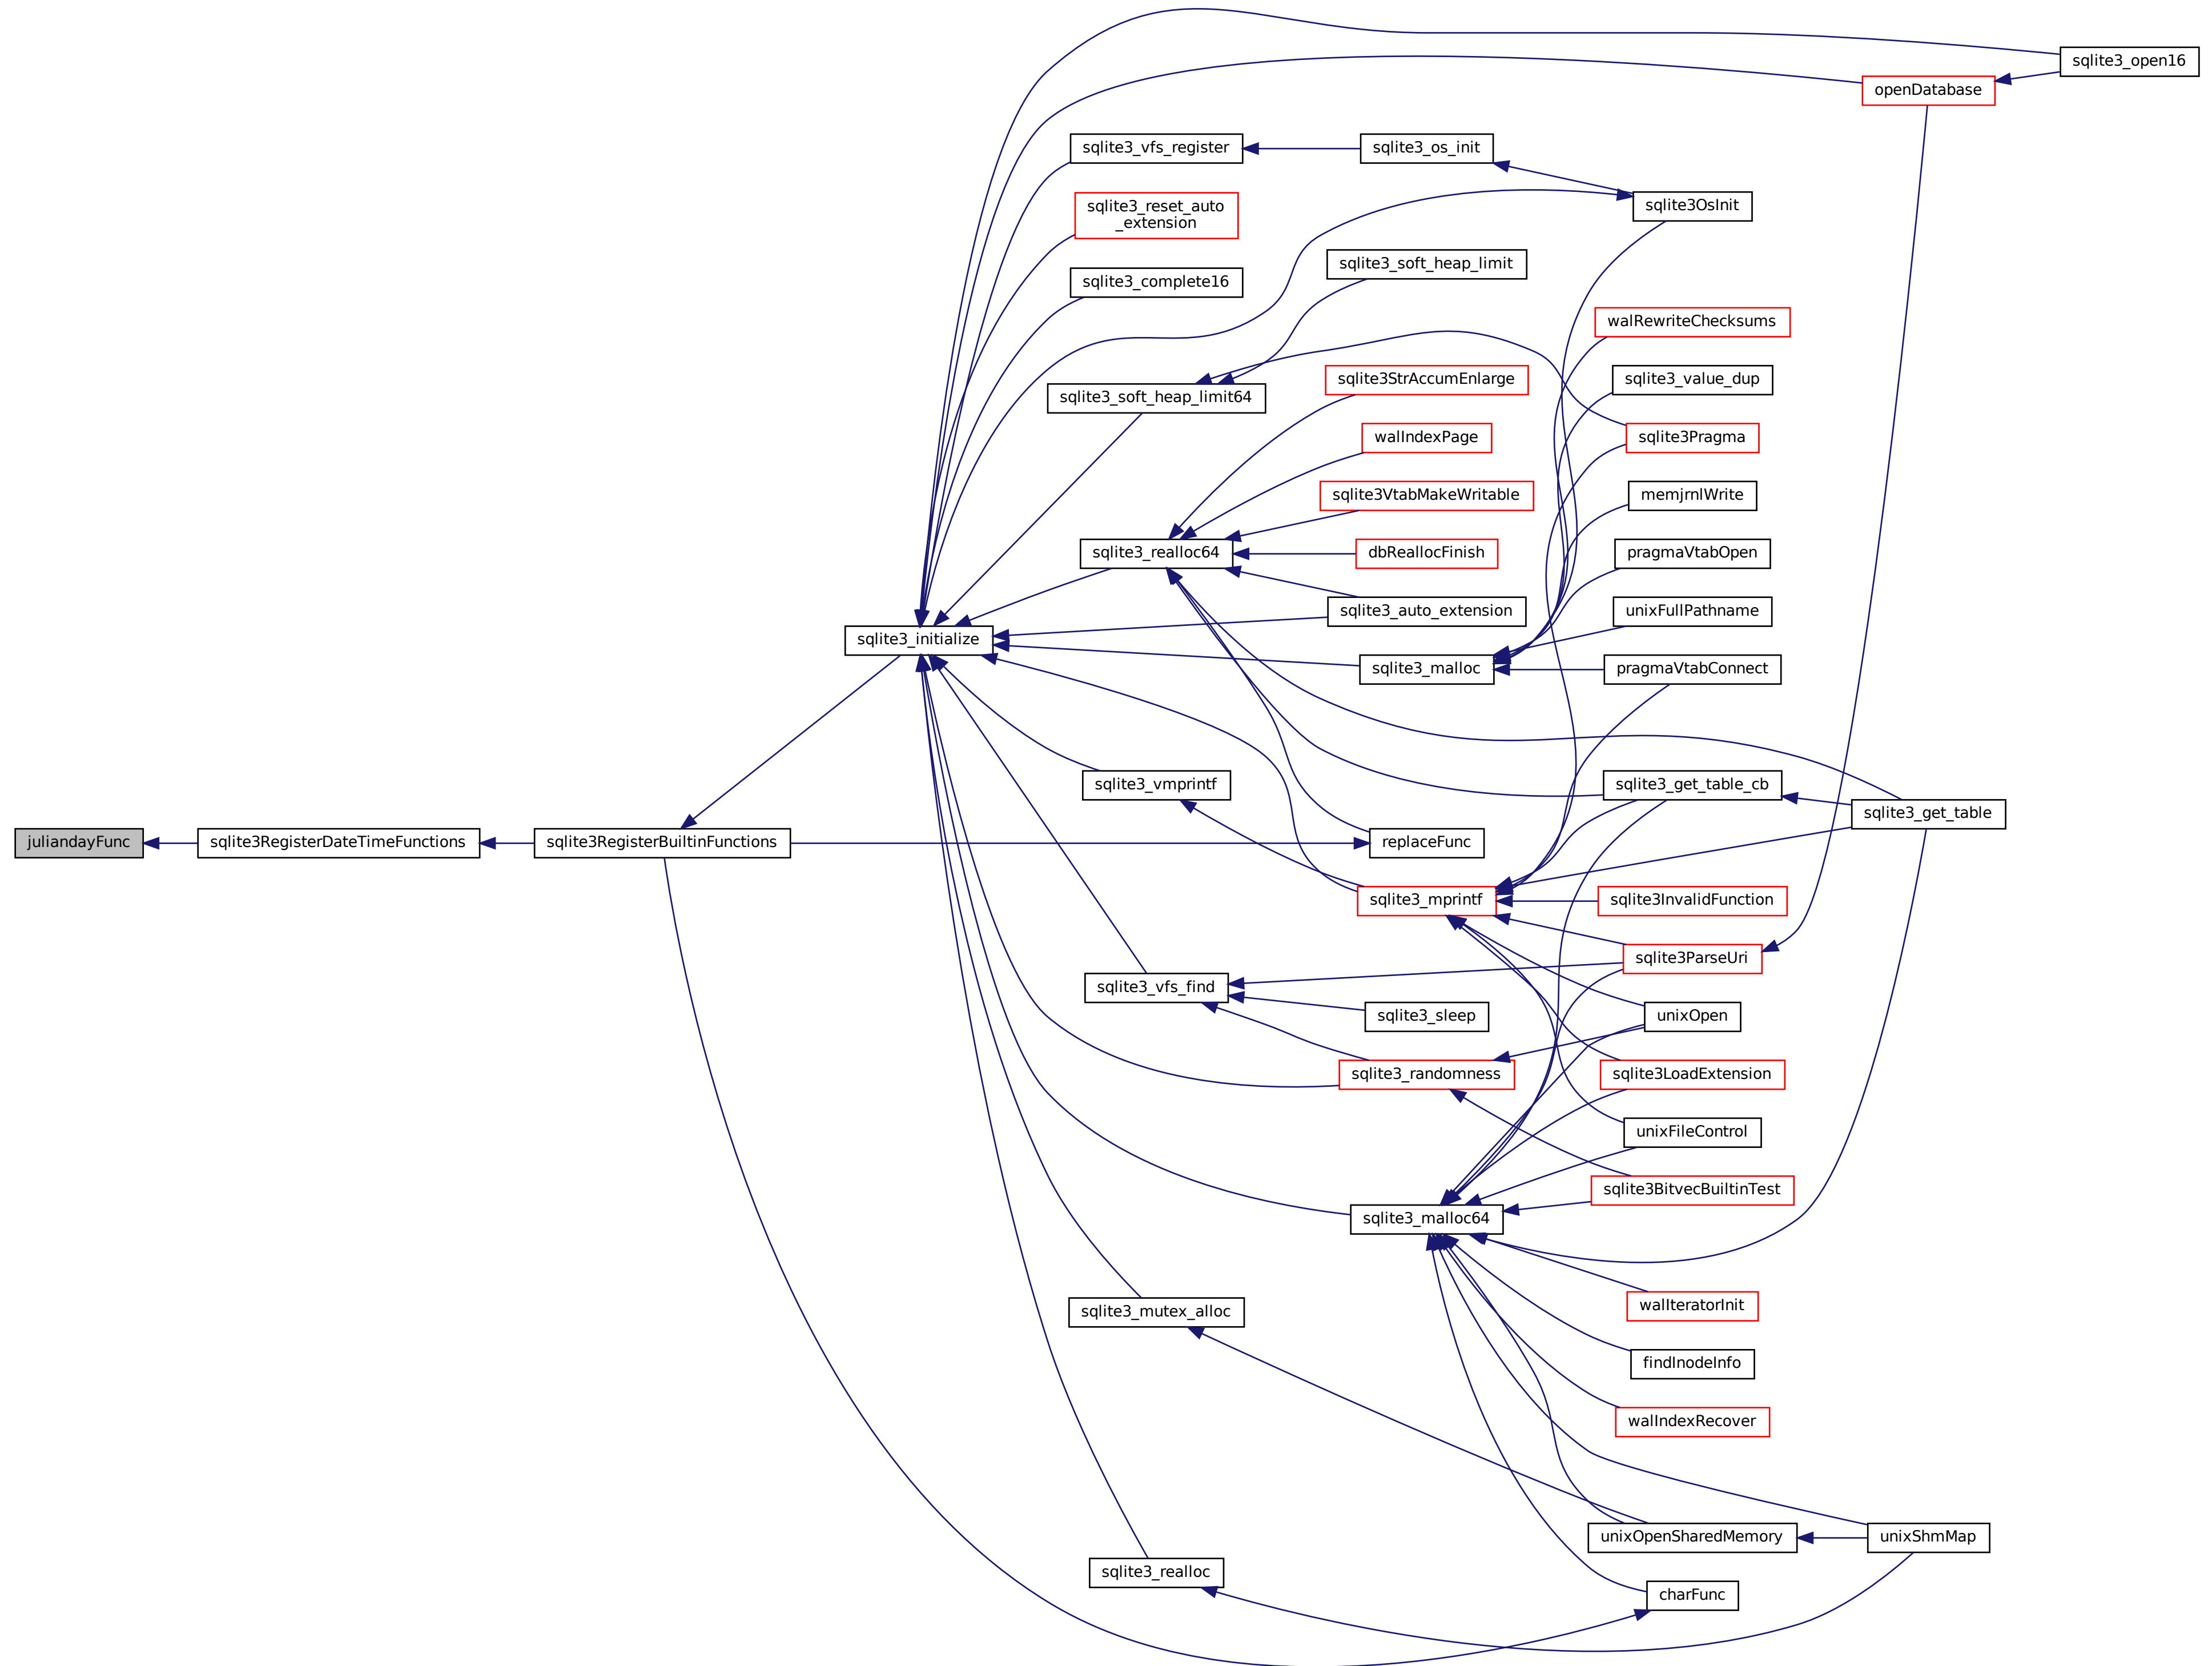 sqlite3_open16
openDatabase
sqlite3_vfs_register
sqlite3_os_init
sqlite3_reset_auto
_extension
sqlite3OsInit
sqlite3_soft_heap_limit
sqlite3_complete16
walRewriteChecksums
sqlite3StrAccumEnlarge
sqlite3_value_dup
sqlite3_soft_heap_limit64
walIndexPage
sqlite3Pragma
sqlite3VtabMakeWritable
memjrnlWrite
sqlite3_realloc64
dbReallocFinish
pragmaVtabOpen
sqlite3_auto_extension
unixFullPathname
sqlite3_initialize
sqlite3_malloc
pragmaVtabConnect
sqlite3_vmprintf
sqlite3_get_table_cb
sqlite3_get_table
juliandayFunc
sqlite3RegisterDateTimeFunctions
sqlite3RegisterBuiltinFunctions
replaceFunc
sqlite3_mprintf
sqlite3InvalidFunction
sqlite3ParseUri
sqlite3_vfs_find
sqlite3_sleep
unixOpen
sqlite3_randomness
sqlite3LoadExtension
unixFileControl
sqlite3BitvecBuiltinTest
sqlite3_malloc64
sqlite3_mutex_alloc
walIteratorInit
findInodeInfo
walIndexRecover
unixOpenSharedMemory
unixShmMap
sqlite3_realloc
charFunc